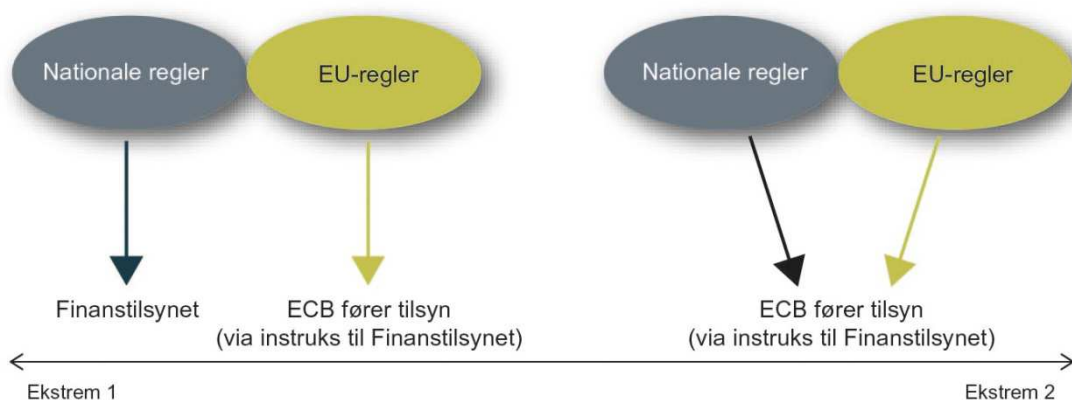 Nationale regler
EU-regler
Nationale regler
EU-regler
Finanstilsynet
ECB fører tilsyn
(via instruks til Finanstilsynet)
ECB fører tilsyn
(via instruks til Finanstilsynet)
Ekstrem 1
Ekstrem 2